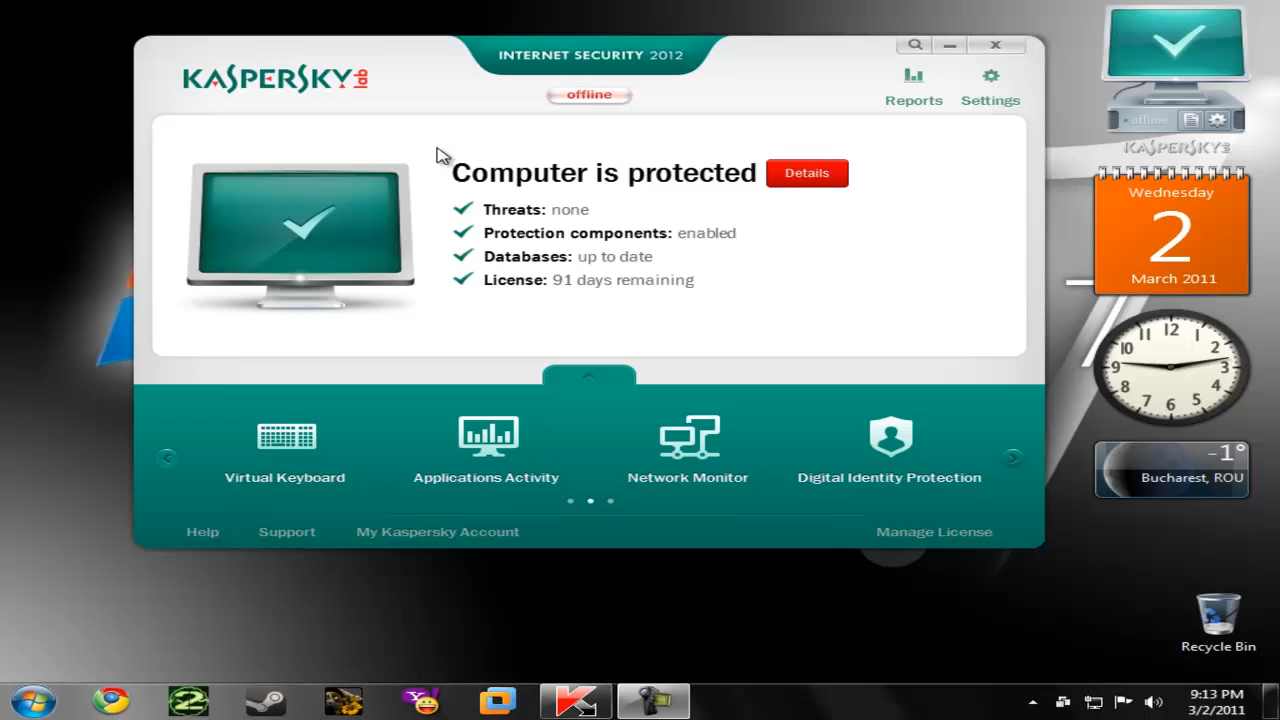 INTERNET SECURITY 2012
KASPERSKY lab
offline
Reports
Settings
Computer is protected
Details
Threats: none
Protection components: enabled
Databases: up to date
License: 91 days remaining
Virtual Keyboard
Applications Activity
Network Monitor
Digital Identity Protection
Help
Support
My Kaspersky Account
Manage License
offline
KASPERSKY lab
Wednesday
2
March 2011
12
1
2
3
4
5
6
7
8
9
10
11
-1°
Bucharest, ROU
Recycle Bin
2
9:13 PM
3/2/2011